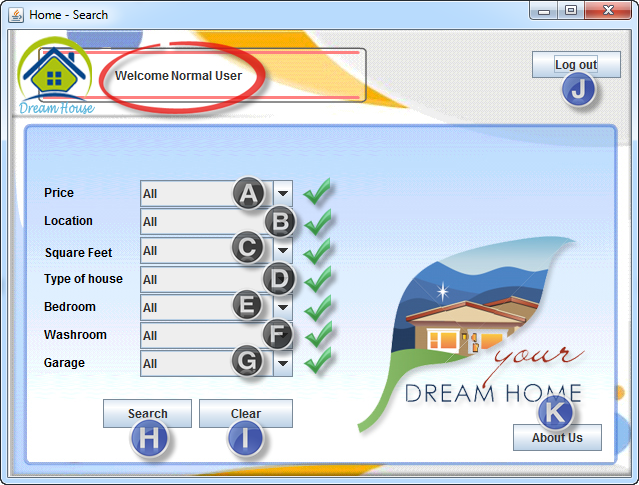 Home - Search
Dream House
Welcome Normal User
Log out
J
Price All A
Location All B
Square Feet All C
Type of house All D
Bedroom All E
Washroom All F
Garage All G
your
DREAM HOME
Search
Clear
H
I
K
About Us